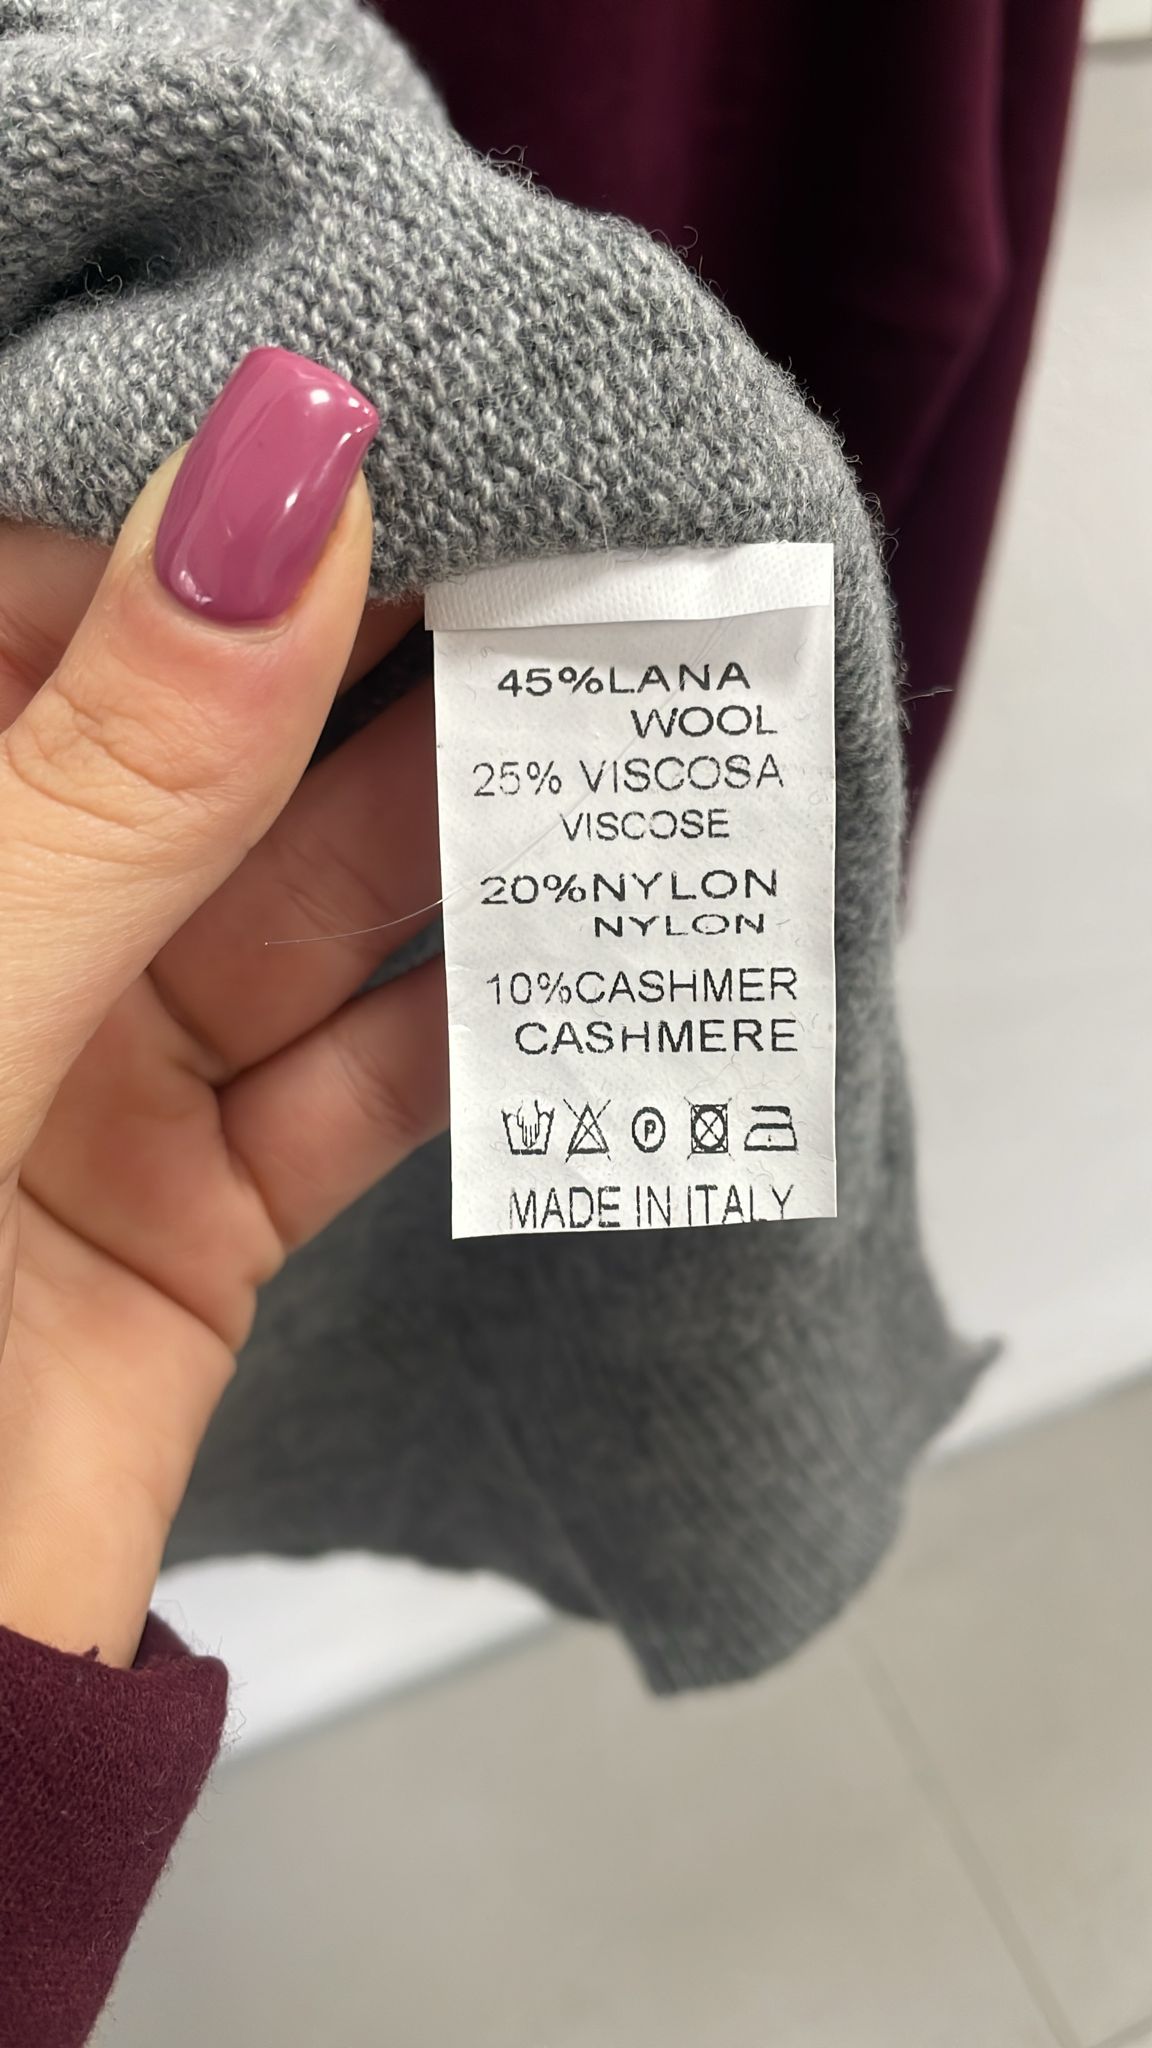 45%LANA
WOOL
25% VISCOSA
VISCOSE
20%NYLON
NYLON
10%CASHMER
CASHMERE
P
MADE IN ITALY